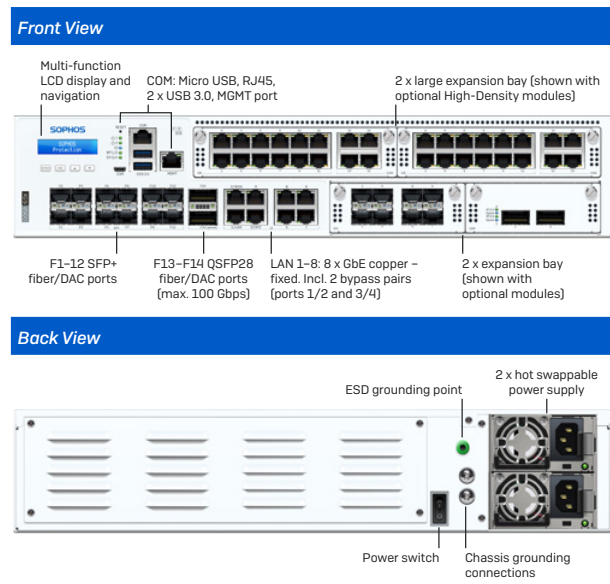 Front View
Multi-function
LCD display and
navigation
COM: Micro USB, RJ45,
2 x USB 3.0, MGMT port
2 x large expansion bay (shown with
optional High-Density modules)
SOPHOS
SOPHOS
Protection
F1–12 SFP+
fiber/DAC ports
F13–F14 QSFP28
fiber/DAC ports
(max. 100 Gbps)
LAN 1–8: 8 x GbE copper –
fixed. Incl. 2 bypass pairs
(ports 1/2 and 3/4)
2 x expansion bay
(shown with
optional modules)
Back View
ESD grounding point
2 x hot swappable
power supply
Power switch
Chassis grounding
connections